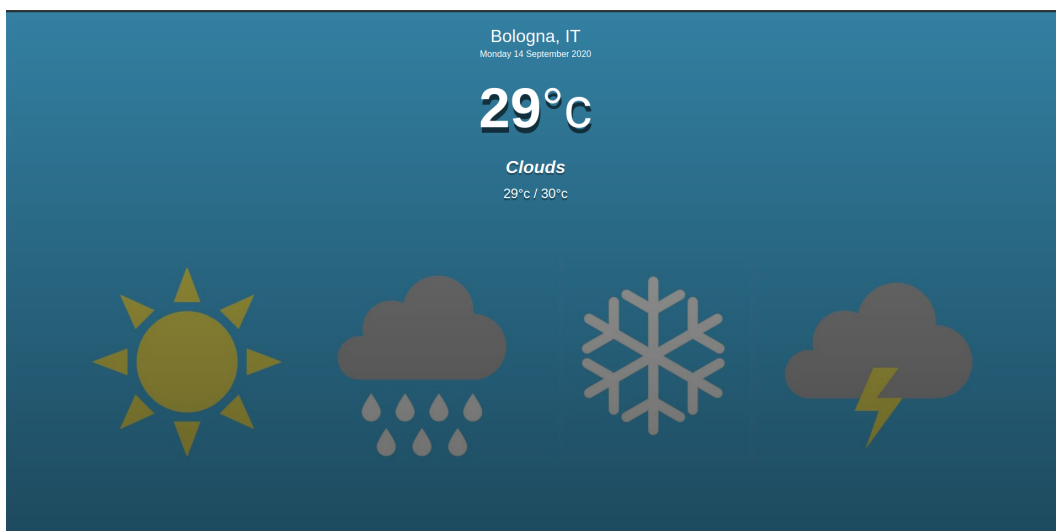 Bologna, IT
Monday 14 September 2020
29°c
Clouds
29°c / 30°c